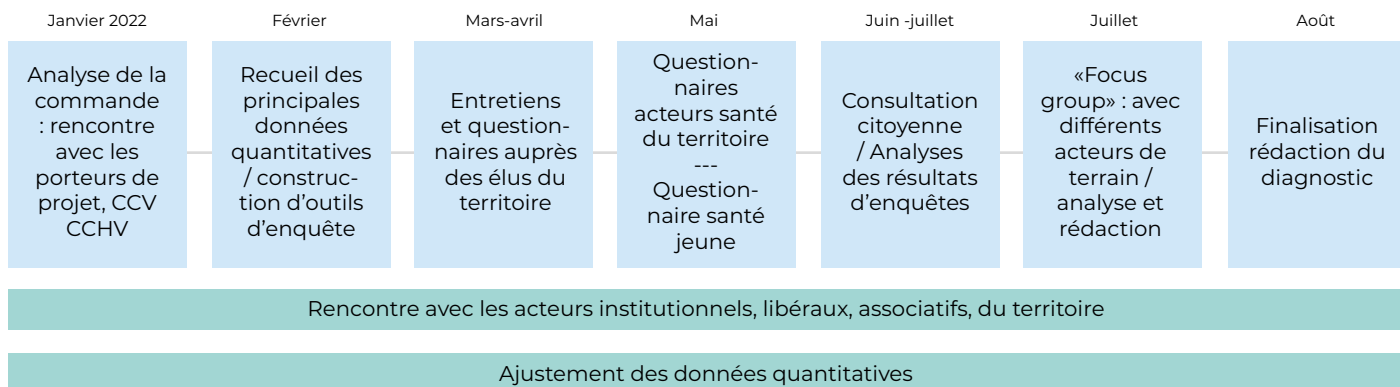 Janvier 2022
Février
Mars-avril
Mai
Juin -juillet
Juillet
Août
Analyse de la
commande
: rencontre
avec les
porteurs de
projet, CCV
CCHV
Recueil des
principales
données
quantitatives
/ construc-
tion d'outils
d'enquête
Entretiens
et question-
naires auprès
des élus du
territoire
Question-
naires
acteurs santé
du territoire
---
Question-
naire santé
jeune
Consultation
citoyenne
/ Analyses
des résultats
d'enquêtes
«Focus
group» : avec
différents
acteurs de
terrain /
analyse et
rédaction
Finalisation
rédaction du
diagnostic
Rencontre avec les acteurs institutionnels, libéraux, associatifs, du territoire
Ajustement des données quantitatives